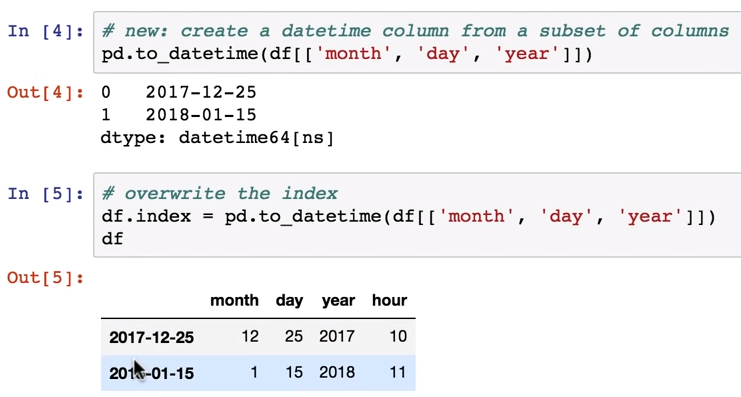 In [4]: # new: create a datetime column from a subset of columns
pd.to_datetime(df[['month', 'day', 'year']])
Out[4]: 0 2017-12-25
1 2018-01-15
dtype: datetime64[ns]
In [5]: # overwrite the index
df.index = pd.to_datetime(df[['month', 'day', 'year']])
df
Out[5]:
month day year hour
2017-12-25 12 25 2017 10
-01-15 1 15 2018 11